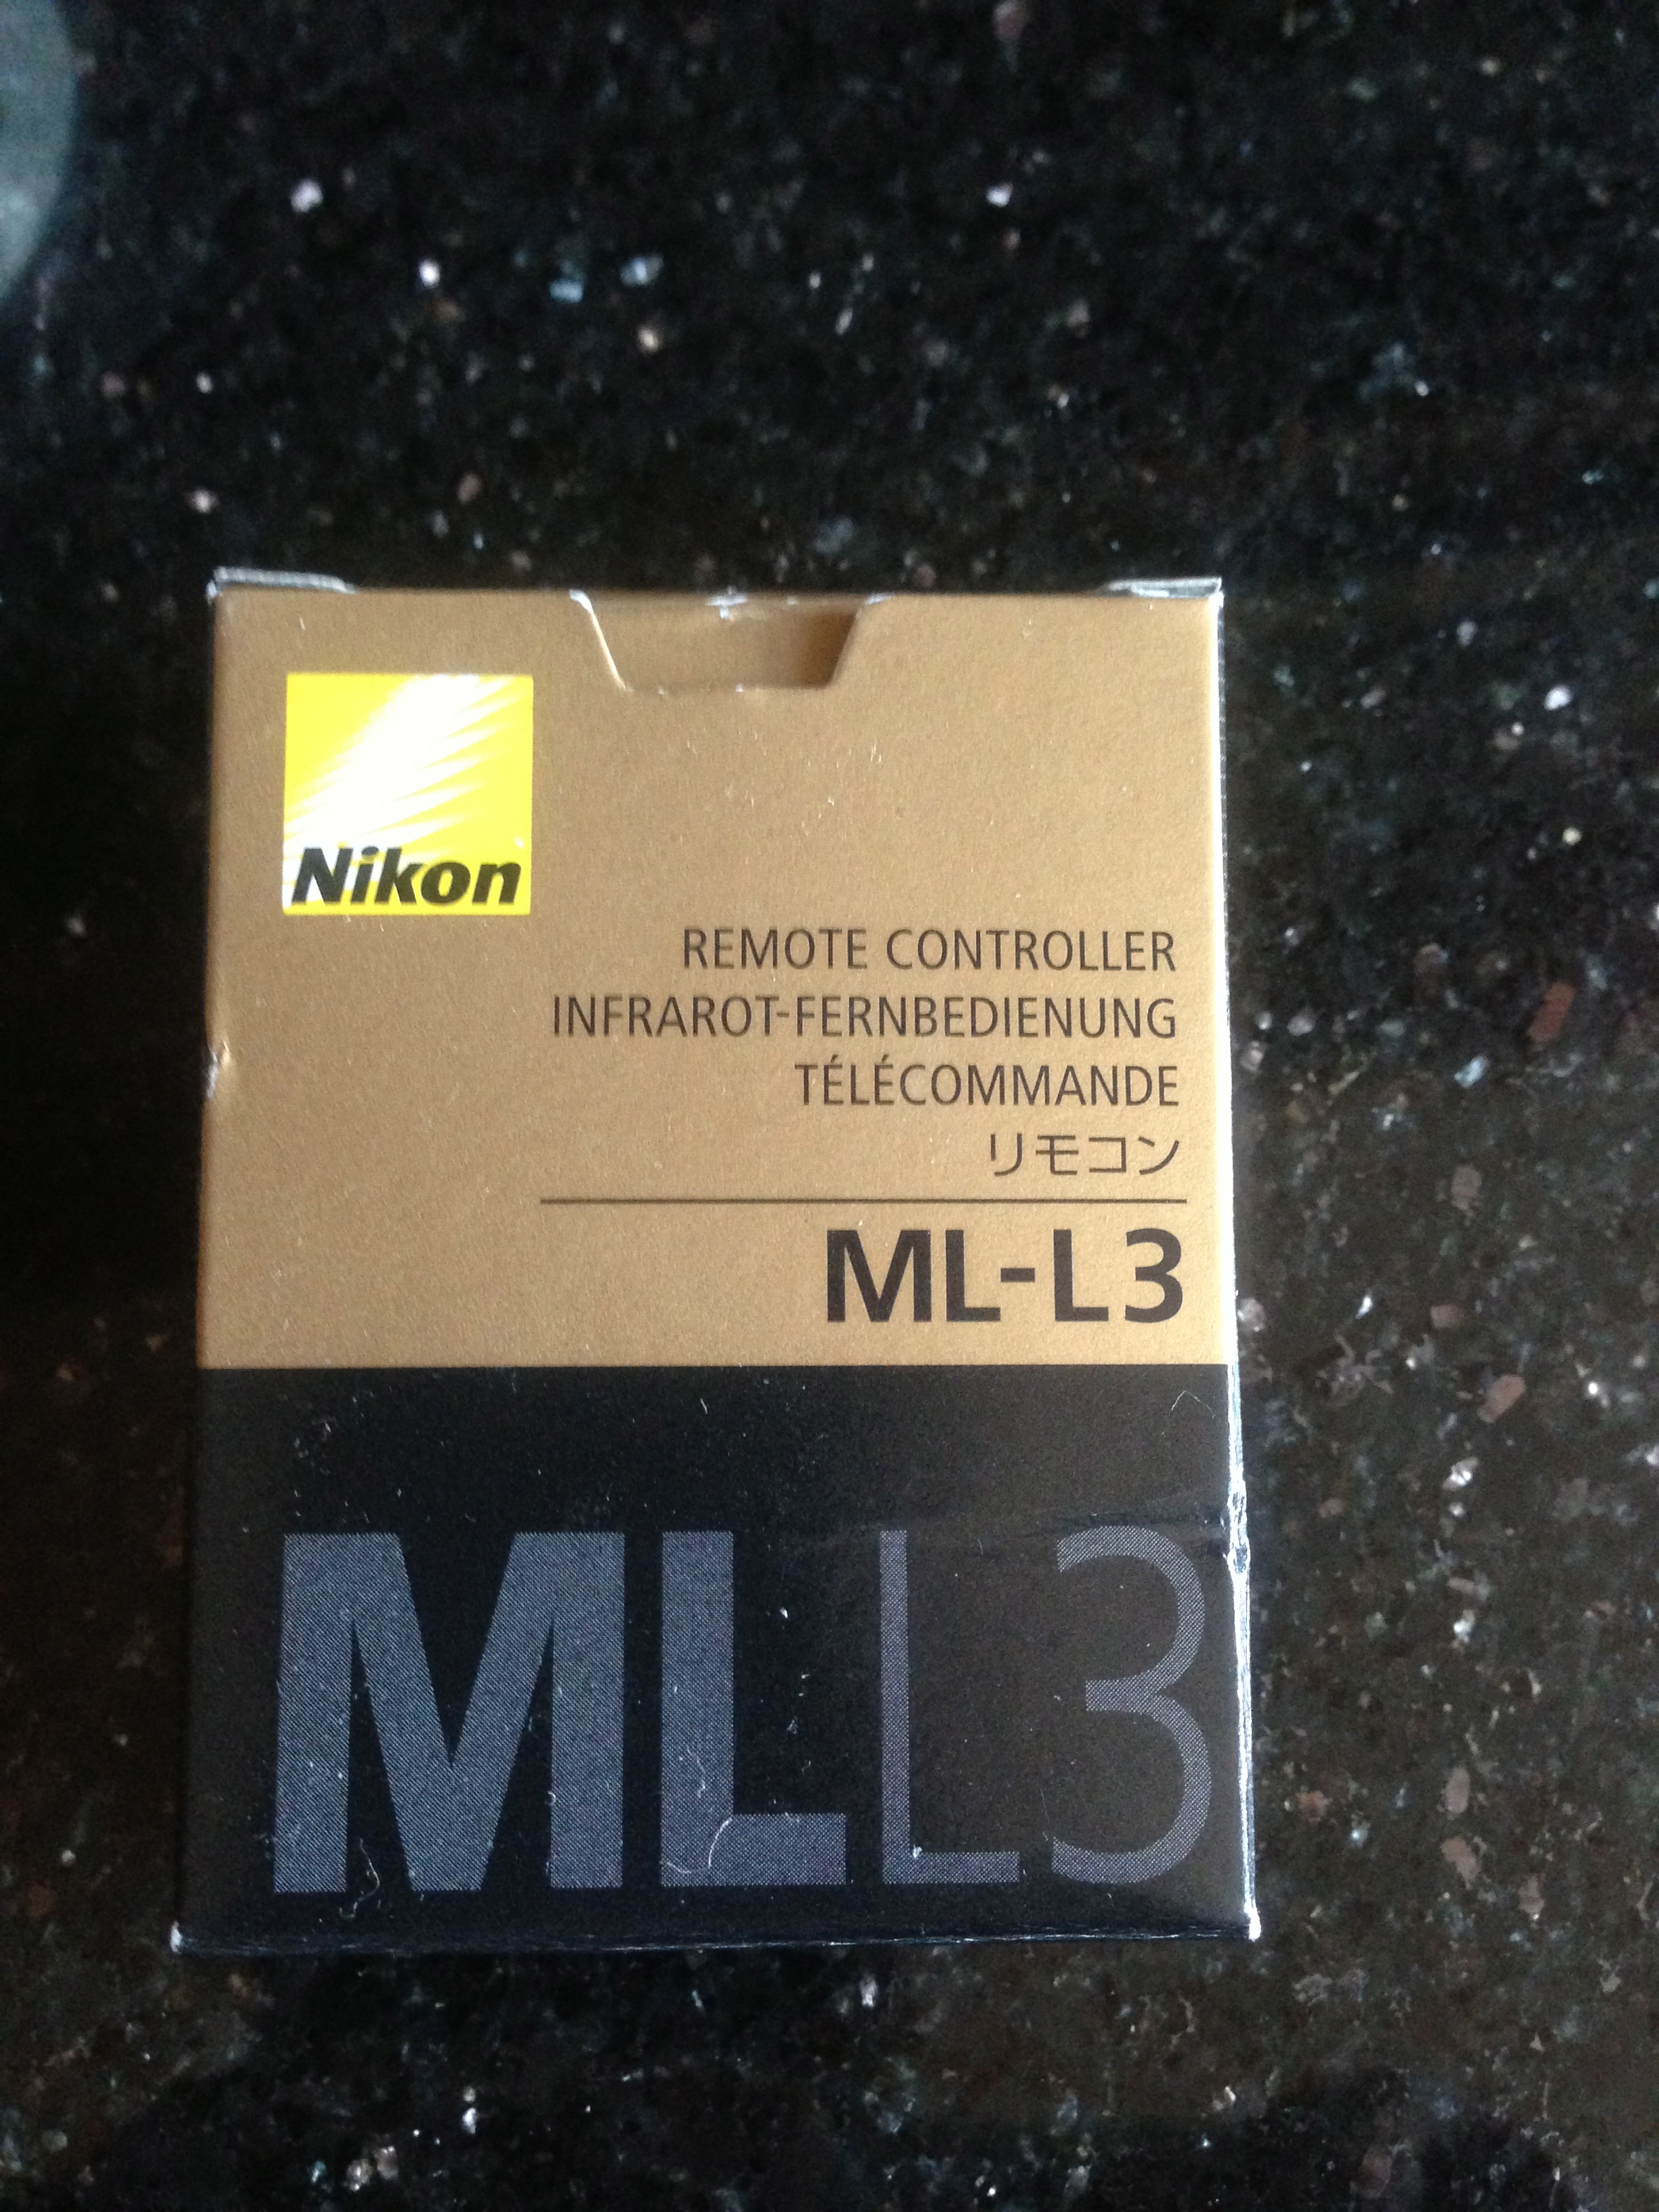 Nikon
REMOTE CONTROLLER
INFRAROT-FERNBEDIENUNG
TÉLÉCOMMANDE
リモコン
ML-L3
MLL3